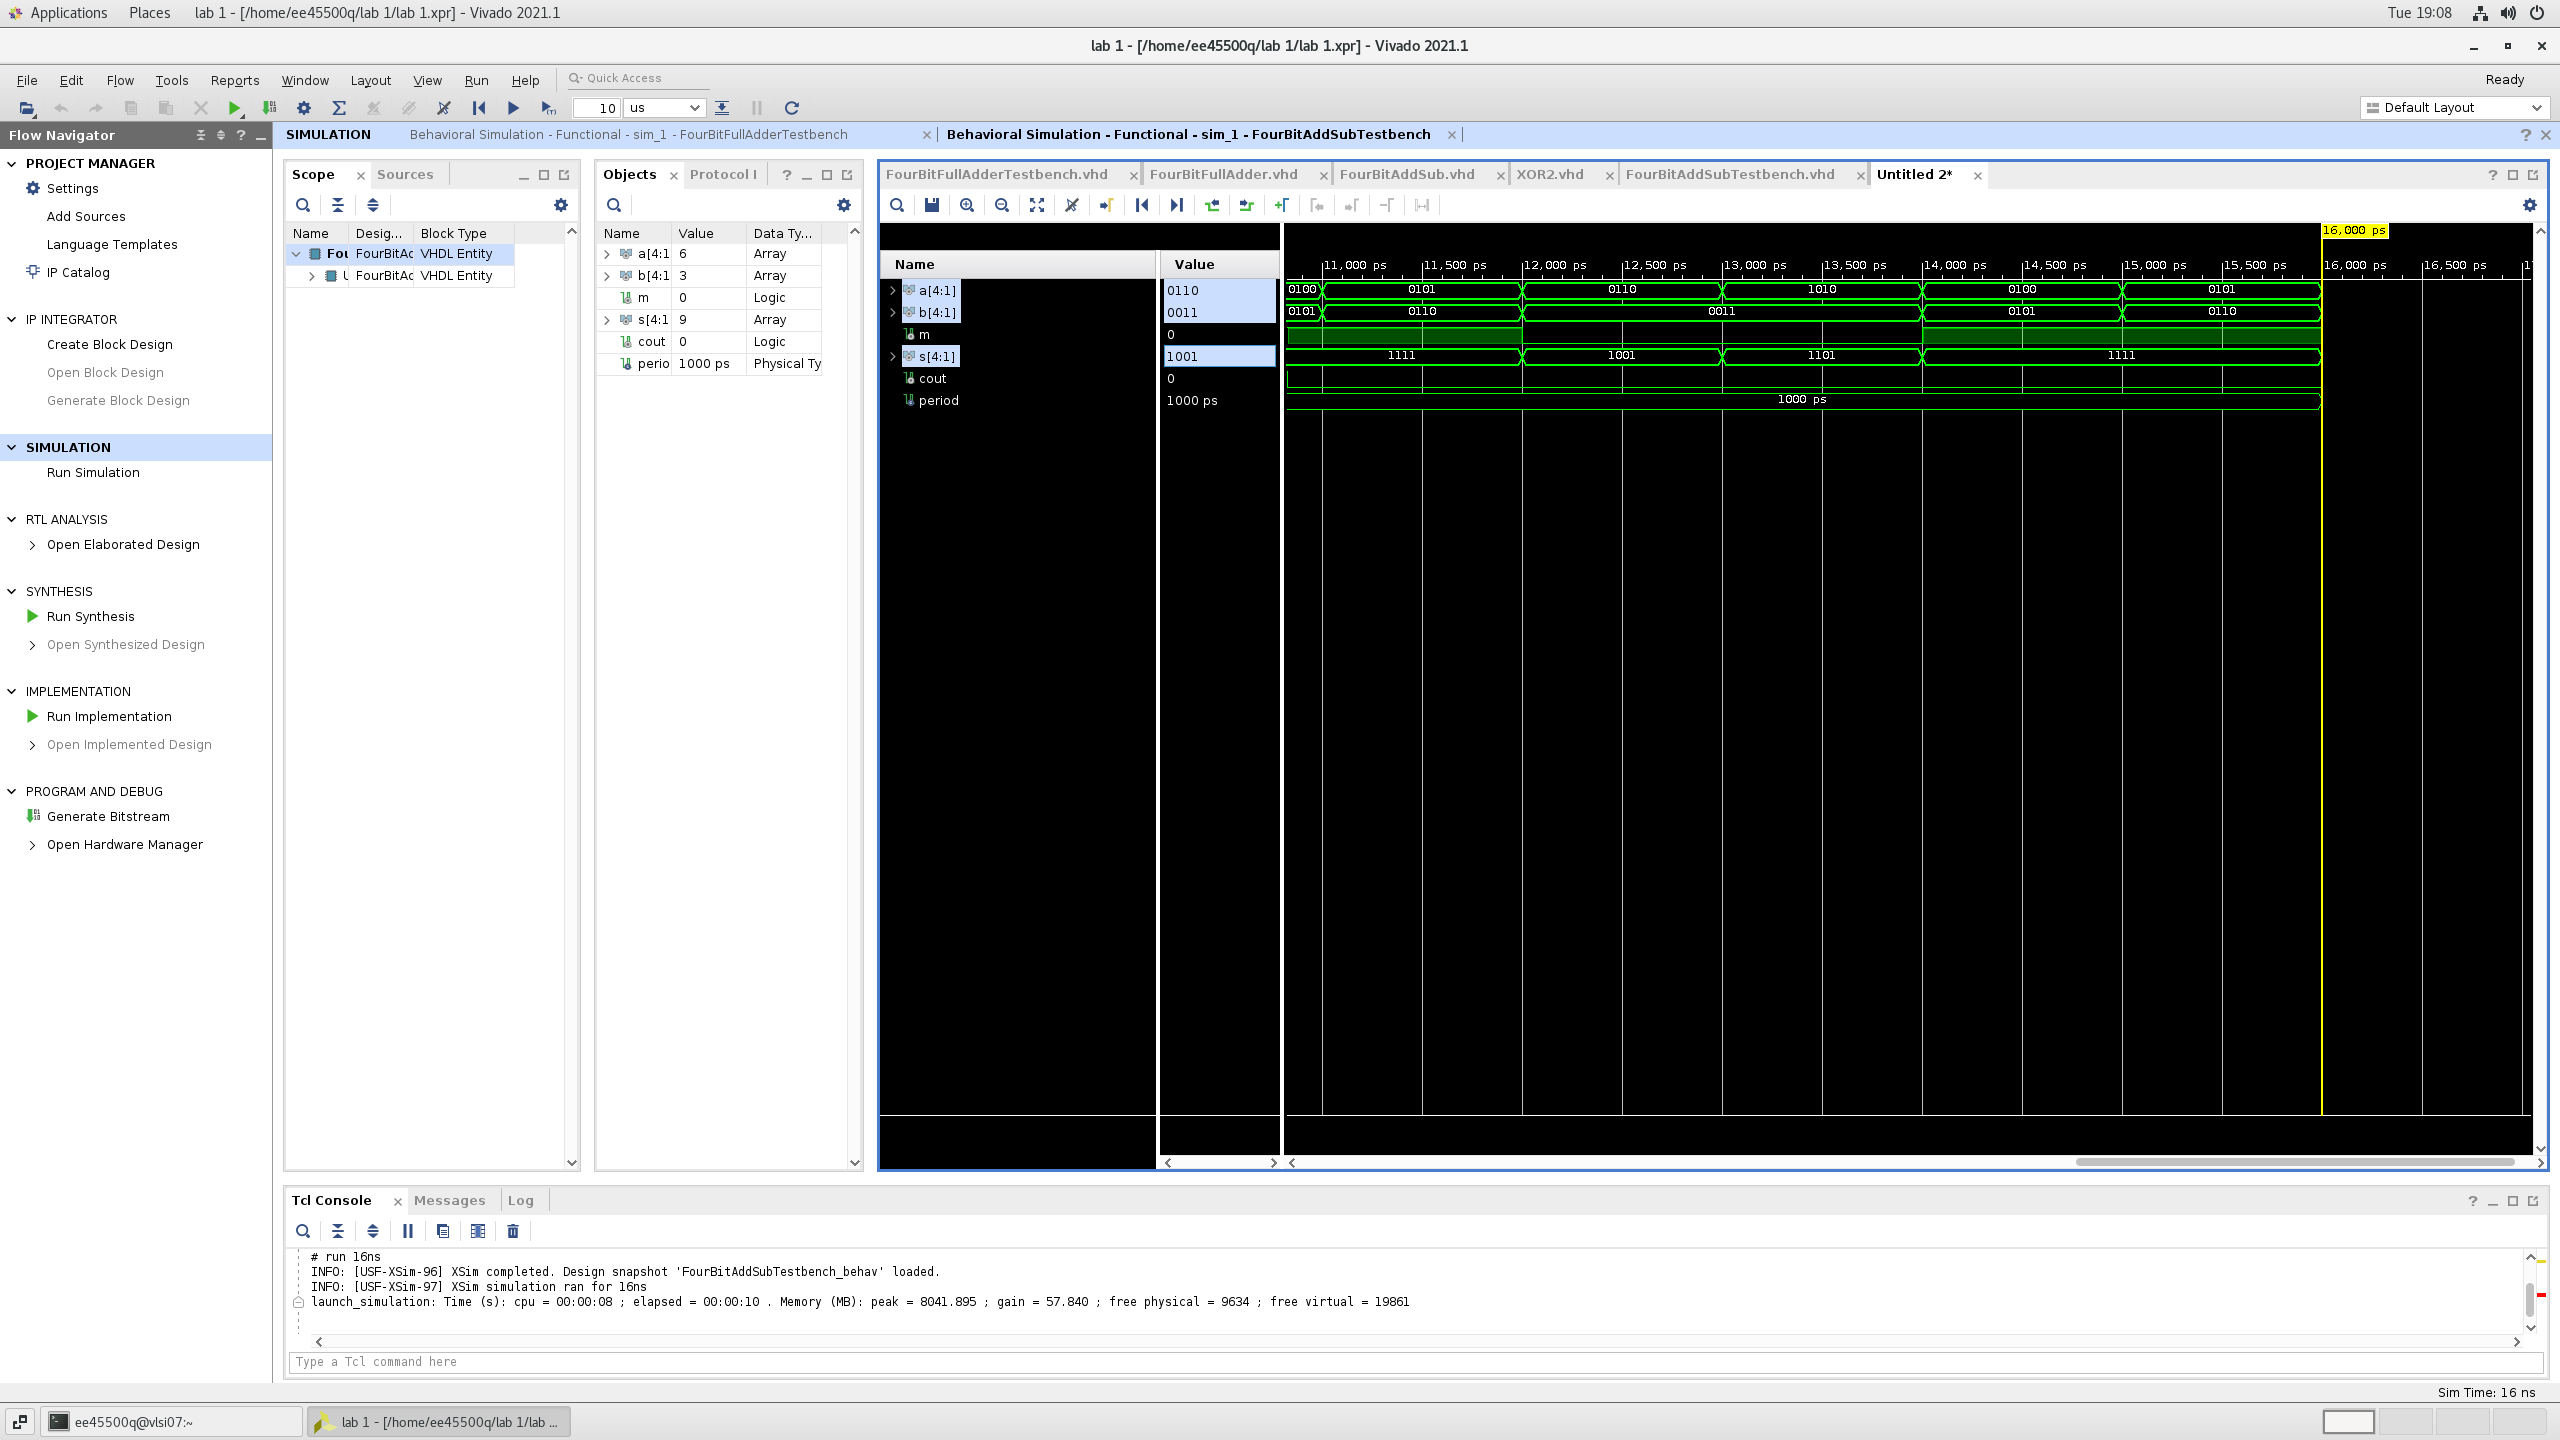 Applications Places lab 1 - [/home/ee45500q/lab 1/lab 1.xpr] - Vivado 2021.1 Tue 19:08
lab 1 - [/home/ee45500q/lab 1/lab 1.xpr] - Vivado 2021.1
File Edit Flow Tools Reports Window Layout View Run Help Quick Access Ready
10 us Default Layout
Flow Navigator
SIMULATION Behavioral Simulation - Functional - sim_1 - FourBitFullAdderTestbench Behavioral Simulation - Functional - sim_1 - FourBitAddSubTestbench
PROJECT MANAGER
Settings
Add Sources
Language Templates
IP Catalog
IP INTEGRATOR
Create Block Design
Open Block Design
Generate Block Design
SIMULATION
Run Simulation
RTL ANALYSIS
Open Elaborated Design
SYNTHESIS
Run Synthesis
Open Synthesized Design
IMPLEMENTATION
Run Implementation
Open Implemented Design
PROGRAM AND DEBUG
Generate Bitstream
Open Hardware Manager
Scope Sources
Name Desig... Block Type
Fou FourBitAc VHDL Entity
U FourBitAc VHDL Entity
Objects Protocol I
Name Value Data Ty...
a[4:1 6 Array
b[4:1 3 Array
m 0 Logic
s[4:1 9 Array
cout 0 Logic
perio 1000 ps Physical Ty
FourBitFullAdderTestbench.vhd FourBitFullAdder.vhd FourBitAddSub.vhd XOR2.vhd FourBitAddSubTestbench.vhd Untitled 2*
16,000 ps
Name Value 11,000 ps 11,500 ps 12,000 ps 12,500 ps 13,000 ps 13,500 ps 14,000 ps 14,500 ps 15,000 ps 15,500 ps 16,000 ps 16,500 ps 1
a[4:1] 0110 0100 0101 0110 1010 0100 0101
b[4:1] 0011 0101 0110 0011 0101 0110
m 0
s[4:1] 1001 1111 1001 1101 1111
cout 0
period 1000 ps 1000 ps
Tcl Console Messages Log
# run 16ns
INFO: [USF-XSim-96] XSim completed. Design snapshot 'FourBitAddSubTestbench_behav' loaded.
INFO: [USF-XSim-97] XSim simulation ran for 16ns
launch_simulation: Time (s): cpu = 00:00:08 ; elapsed = 00:00:10 . Memory (MB): peak = 8041.895 ; gain = 57.840 ; free physical = 9634 ; free virtual = 19861
Type a Tcl command here
Sim Time: 16 ns
ee45500q@vlsi07:~ lab 1 - [/home/ee45500q/lab 1/lab ...